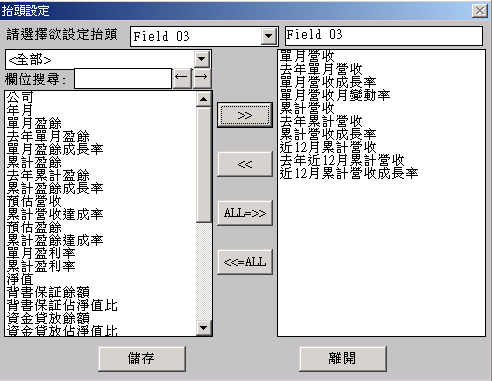 抬頭設定
請選擇欲設定抬頭 Field 03 Field 03
<全部>
欄位搜尋: ← →
公司
年月
單月盈餘
去年單月盈餘
單月盈餘成長率
累計盈餘
去年累計盈餘
累計盈餘成長率
預估營收
累計營收達成率
預估盈餘
累計盈餘達成率
單月盈利率
累計盈利率
淨值
背書保証餘額
背書保証佔淨值比
資金貸放餘額
資金貸放佔淨值比
>>
<<
ALL=>>
<<=ALL
單月營收
去年單月營收
單月營收成長率
單月營收月變動率
累計營收
去年累計營收
累計營收成長率
近12月累計營收
去年近12月累計營收
近12月累計營收成長率
儲存
離開